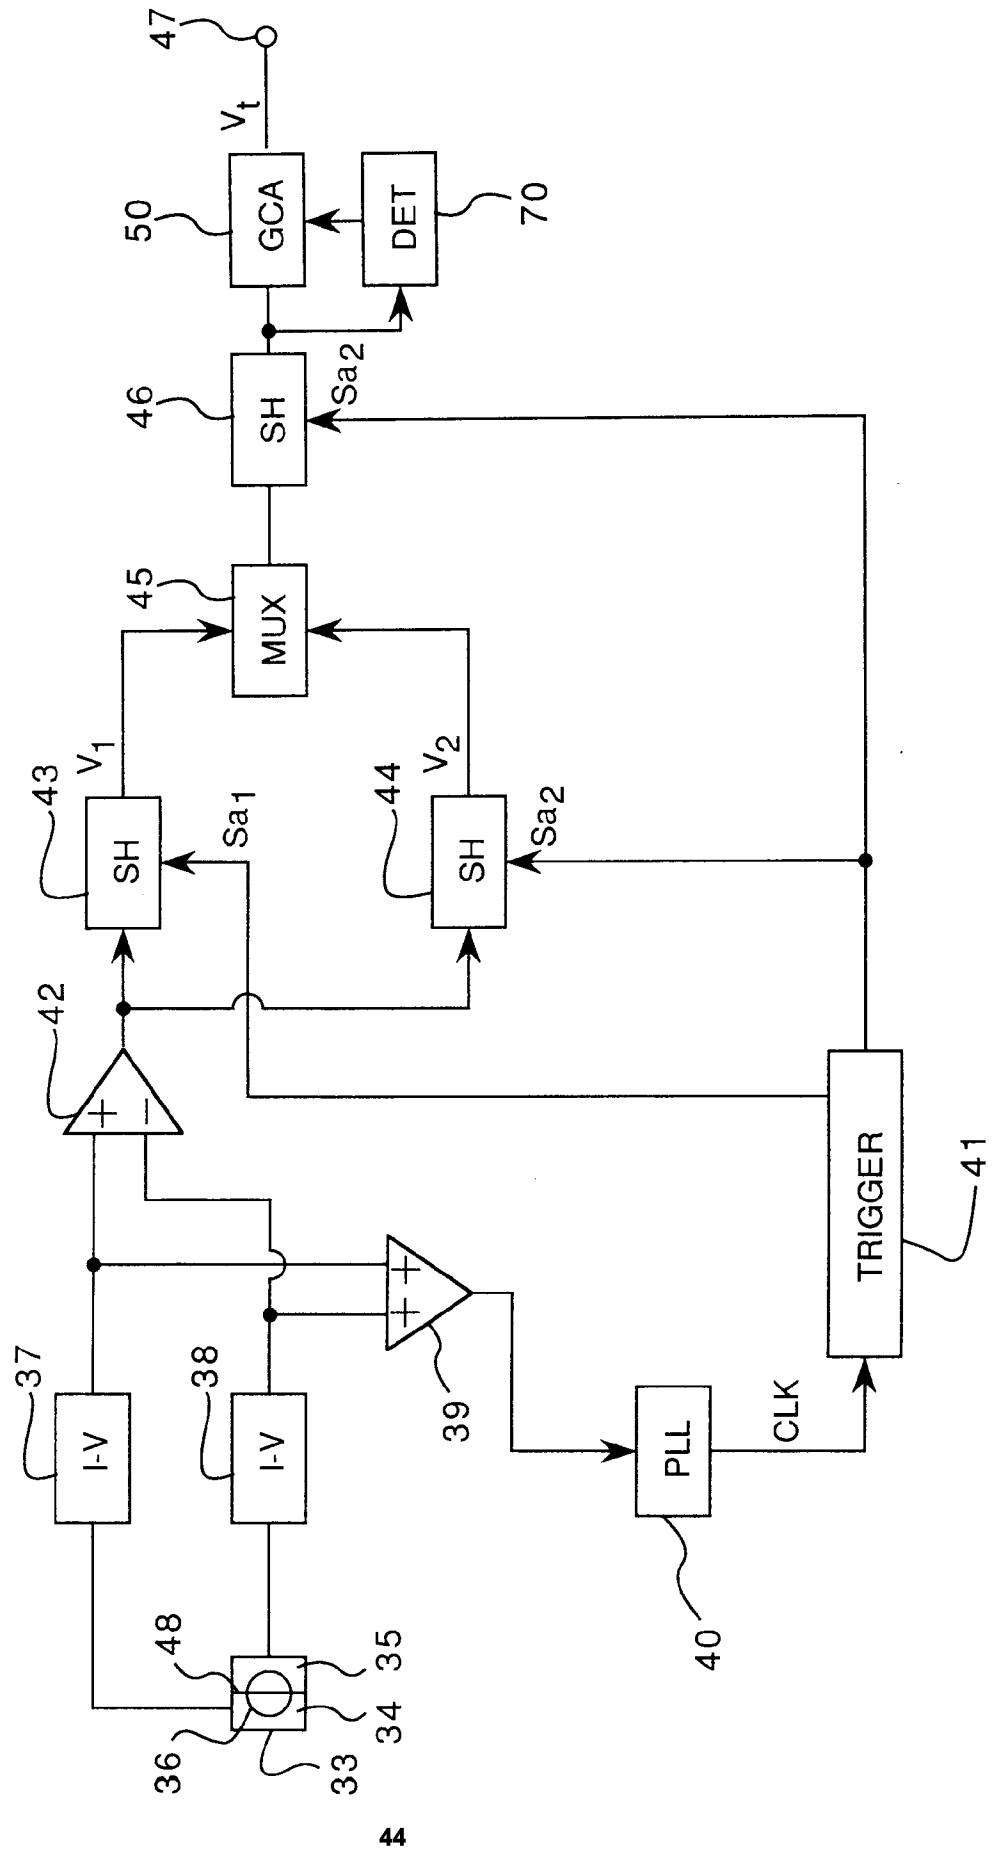 47
Vt
50
GCA
DET
70
46
SH
Sa2
45
MUX
43
V1
SH
Sa1
44
V2
SH
Sa2
42
+
−
37
I-V
38
I-V
+
+
39
TRIGGER
41
PLL
CLK
40
48
35
36
34
33
44